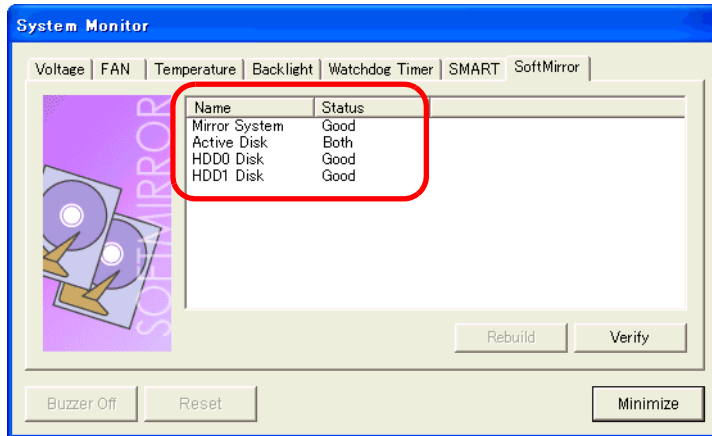 System Monitor
Voltage FAN Temperature Backlight Watchdog Timer SMART SoftMirror
SOFTMIRROR
Name Status
Mirror System Good
Active Disk Both
HDD0 Disk Good
HDD1 Disk Good
Rebuild Verify
Buzzer Off Reset Minimize